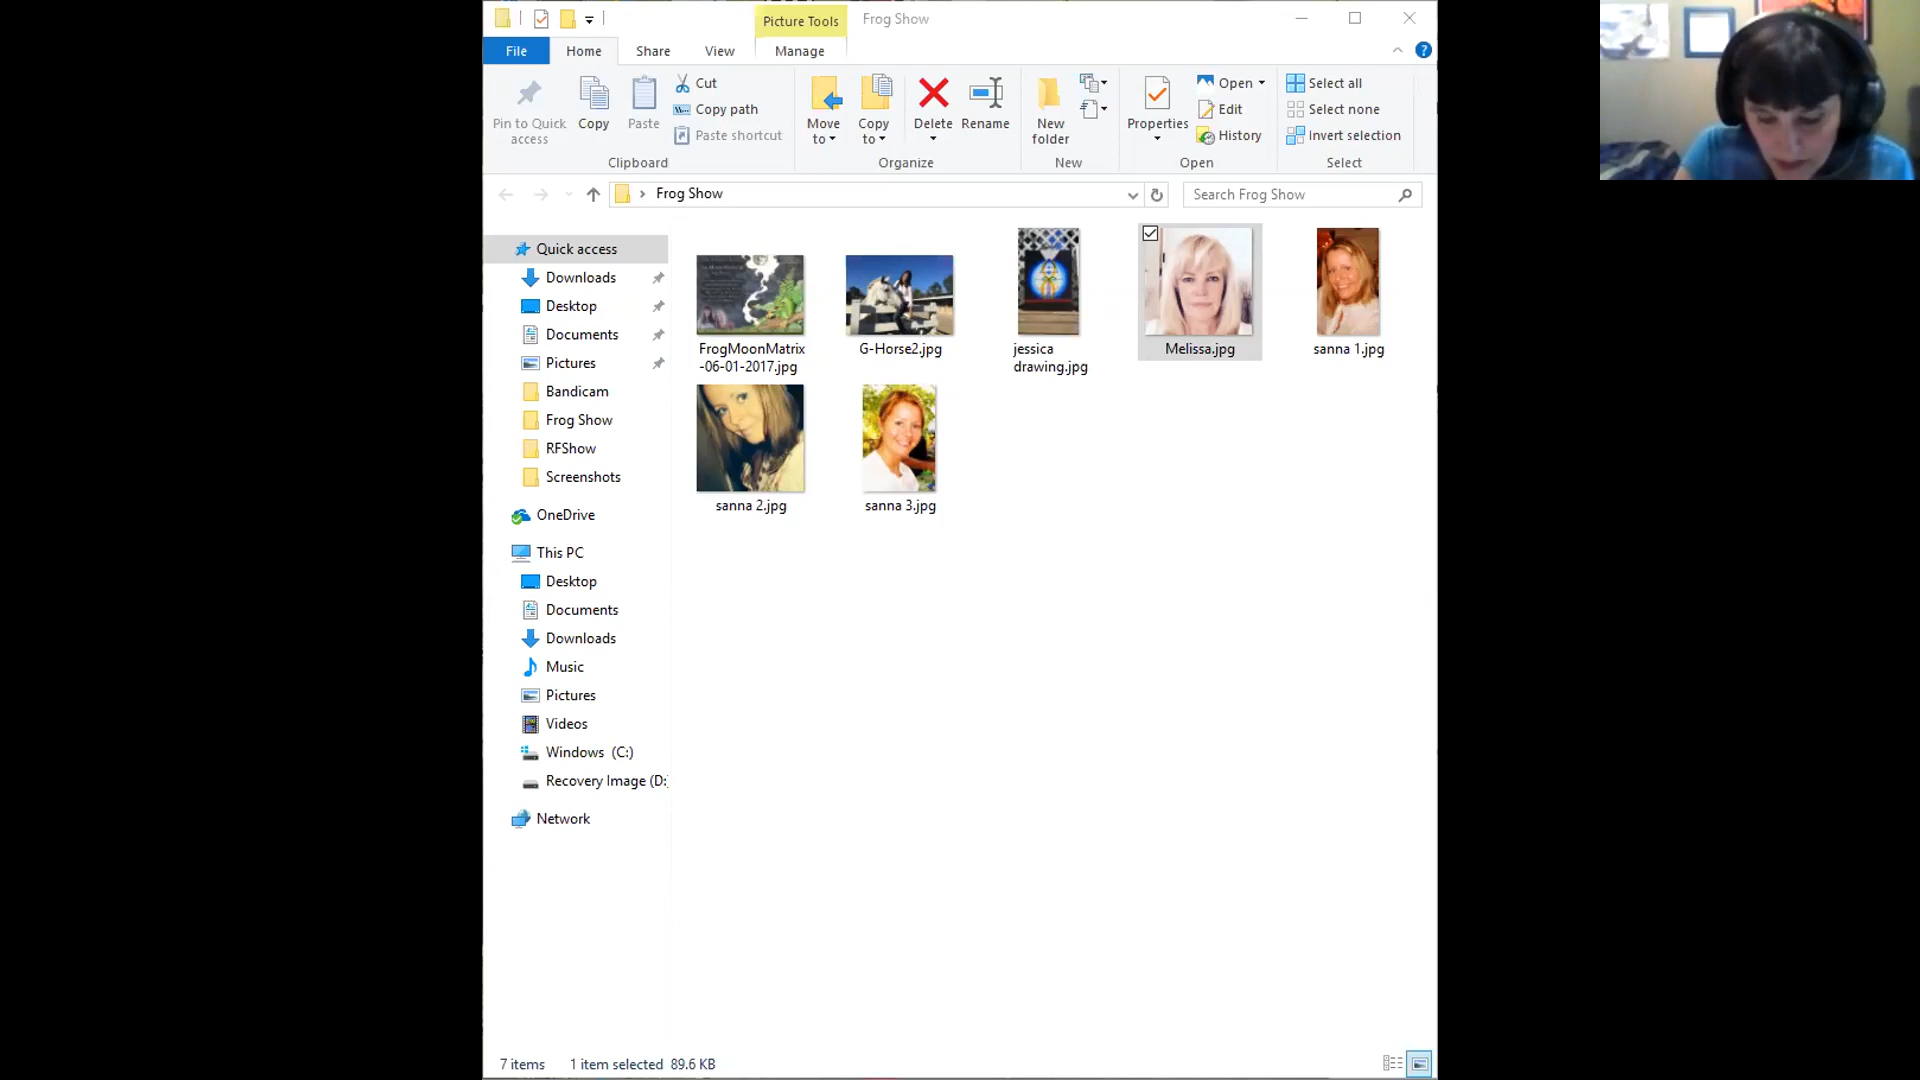 Picture Tools
Frog Show
File
Home
Share
View
Manage
Pin to Quick
access
Copy
Paste
Cut
Copy path
Paste shortcut
Clipboard
Move
to
Copy
to
Delete
Rename
Organize
New
folder
New
Properties
Open
Edit
History
Open
Select all
Select none
Invert selection
Select
Frog Show
Search Frog Show
Quick access
Downloads
Desktop
Documents
Pictures
Bandicam
Frog Show
RFShow
Screenshots
OneDrive
This PC
Desktop
Documents
Downloads
Music
Pictures
Videos
Windows (C:)
Recovery Image (D:
Network
FrogMoonMatrix
-06-01-2017.jpg
G-Horse2.jpg
jessica
drawing.jpg
Melissa.jpg
sanna 1.jpg
sanna 2.jpg
sanna 3.jpg
7 items
1 item selected 89.6 KB